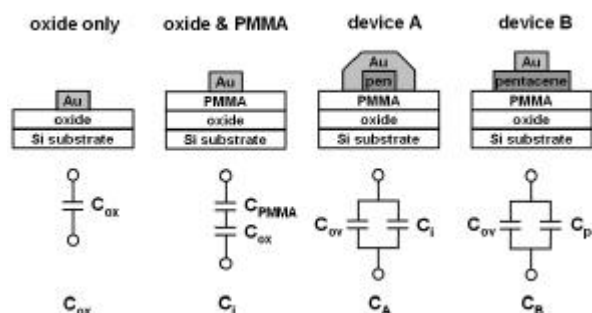 oxide only
oxide & PMMA
device A
device B
Au
oxide
Si substrate
Au
PMMA
oxide
Si substrate
Au
pen
PMMA
oxide
Si substrate
Au
pentacene
PMMA
oxide
Si substrate
Cox
CPMMA
Cox
Cov
Ci
Cov
Cp
Cox
Ci
CA
CB